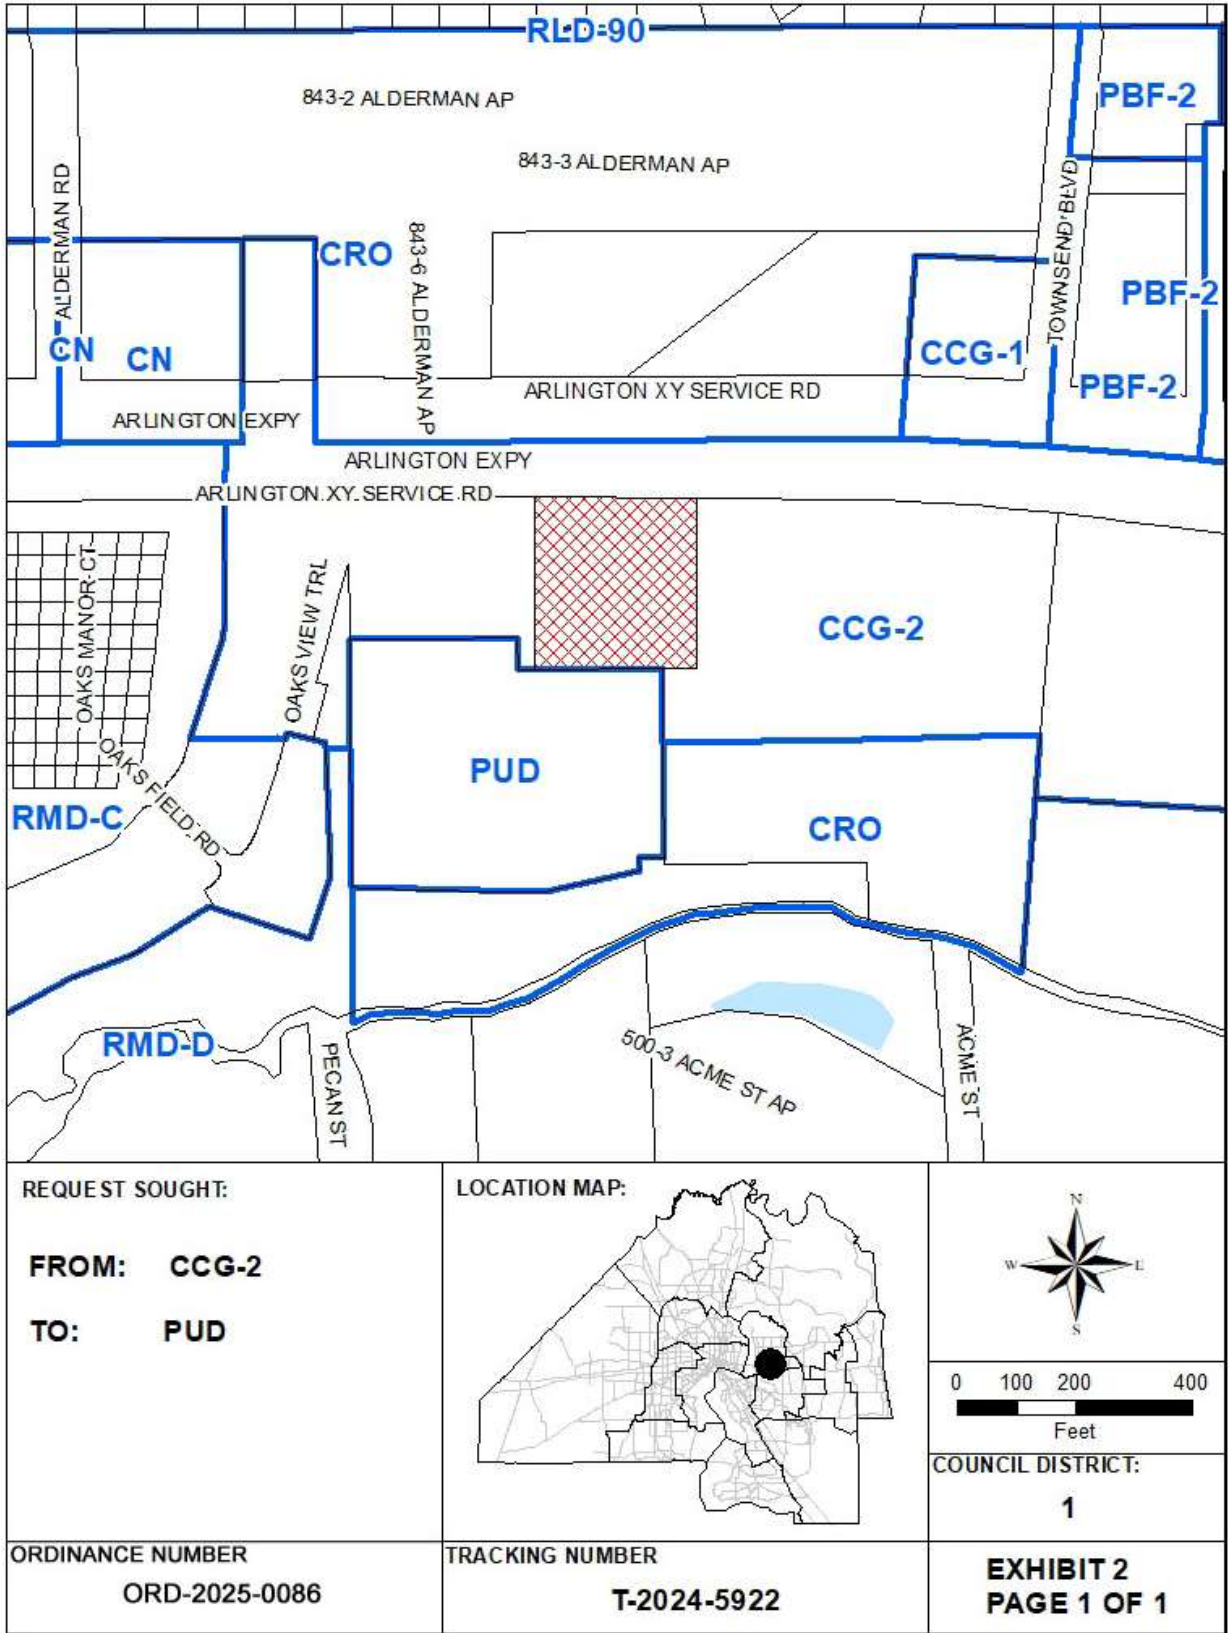 RLD-90
843-2 ALDERMAN AP
PBF-2
843-3 ALDERMAN AP
ALDERMAN RD
TOWNSEND BLVD
CRO
843-6 ALDERMAN AP
PBF-2
CN
CN
CCG-1
PBF-2
ARLINGTON XY SERVICE RD
ARLINGTON EXPY
ARLINGTON EXPY
ARLINGTON XY SERVICE RD
OAKS MANOR CT
OAKS VIEW TRL
CCG-2
OAKS FIELD RD
PUD
RMD-C
CRO
RMD-D
PECAN ST
500-3 ACME ST AP
ACME ST
REQUEST SOUGHT:
FROM: CCG-2
TO: PUD
LOCATION MAP:
N
W E
S
0 100 200 400
Feet
COUNCIL DISTRICT:
1
ORDINANCE NUMBER
ORD-2025-0086
TRACKING NUMBER
T-2024-5922
EXHIBIT 2
PAGE 1 OF 1